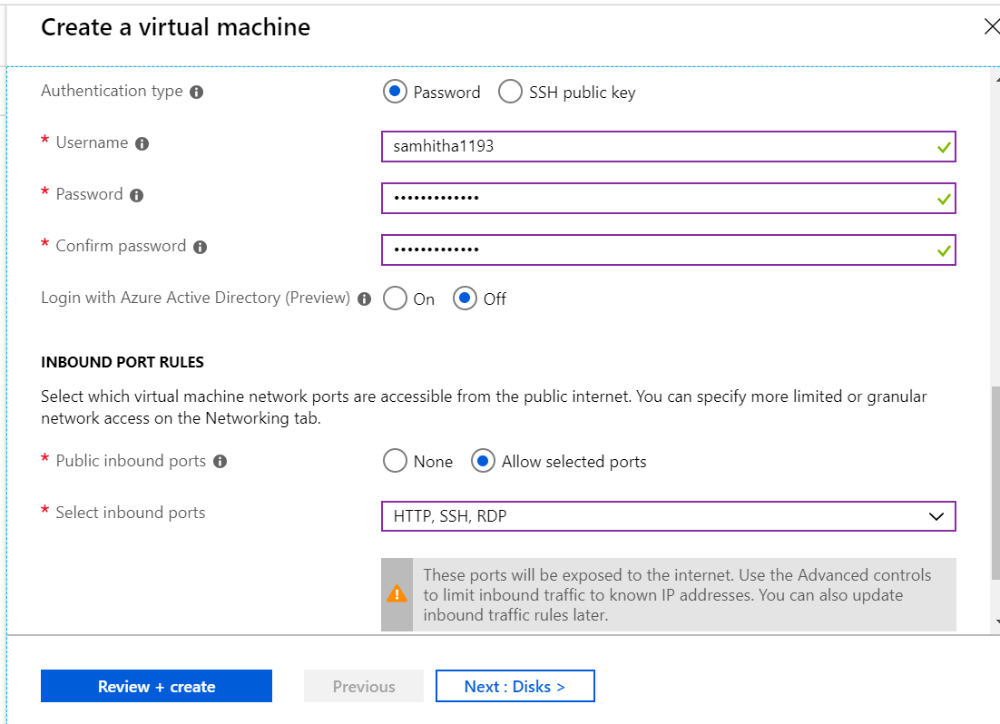 Create a virtual machine
Authentication type
Password
SSH public key
* Username
samhitha1193
* Password
•••••••••••••
* Confirm password
•••••••••••••
Login with Azure Active Directory (Preview)
On
Off
INBOUND PORT RULES
Select which virtual machine network ports are accessible from the public internet. You can specify more limited or granular
network access on the Networking tab.
* Public inbound ports
None
Allow selected ports
* Select inbound ports
HTTP, SSH, RDP
These ports will be exposed to the internet. Use the Advanced controls
to limit inbound traffic to known IP addresses. You can also update
inbound traffic rules later.
Review + create
Previous
Next : Disks >